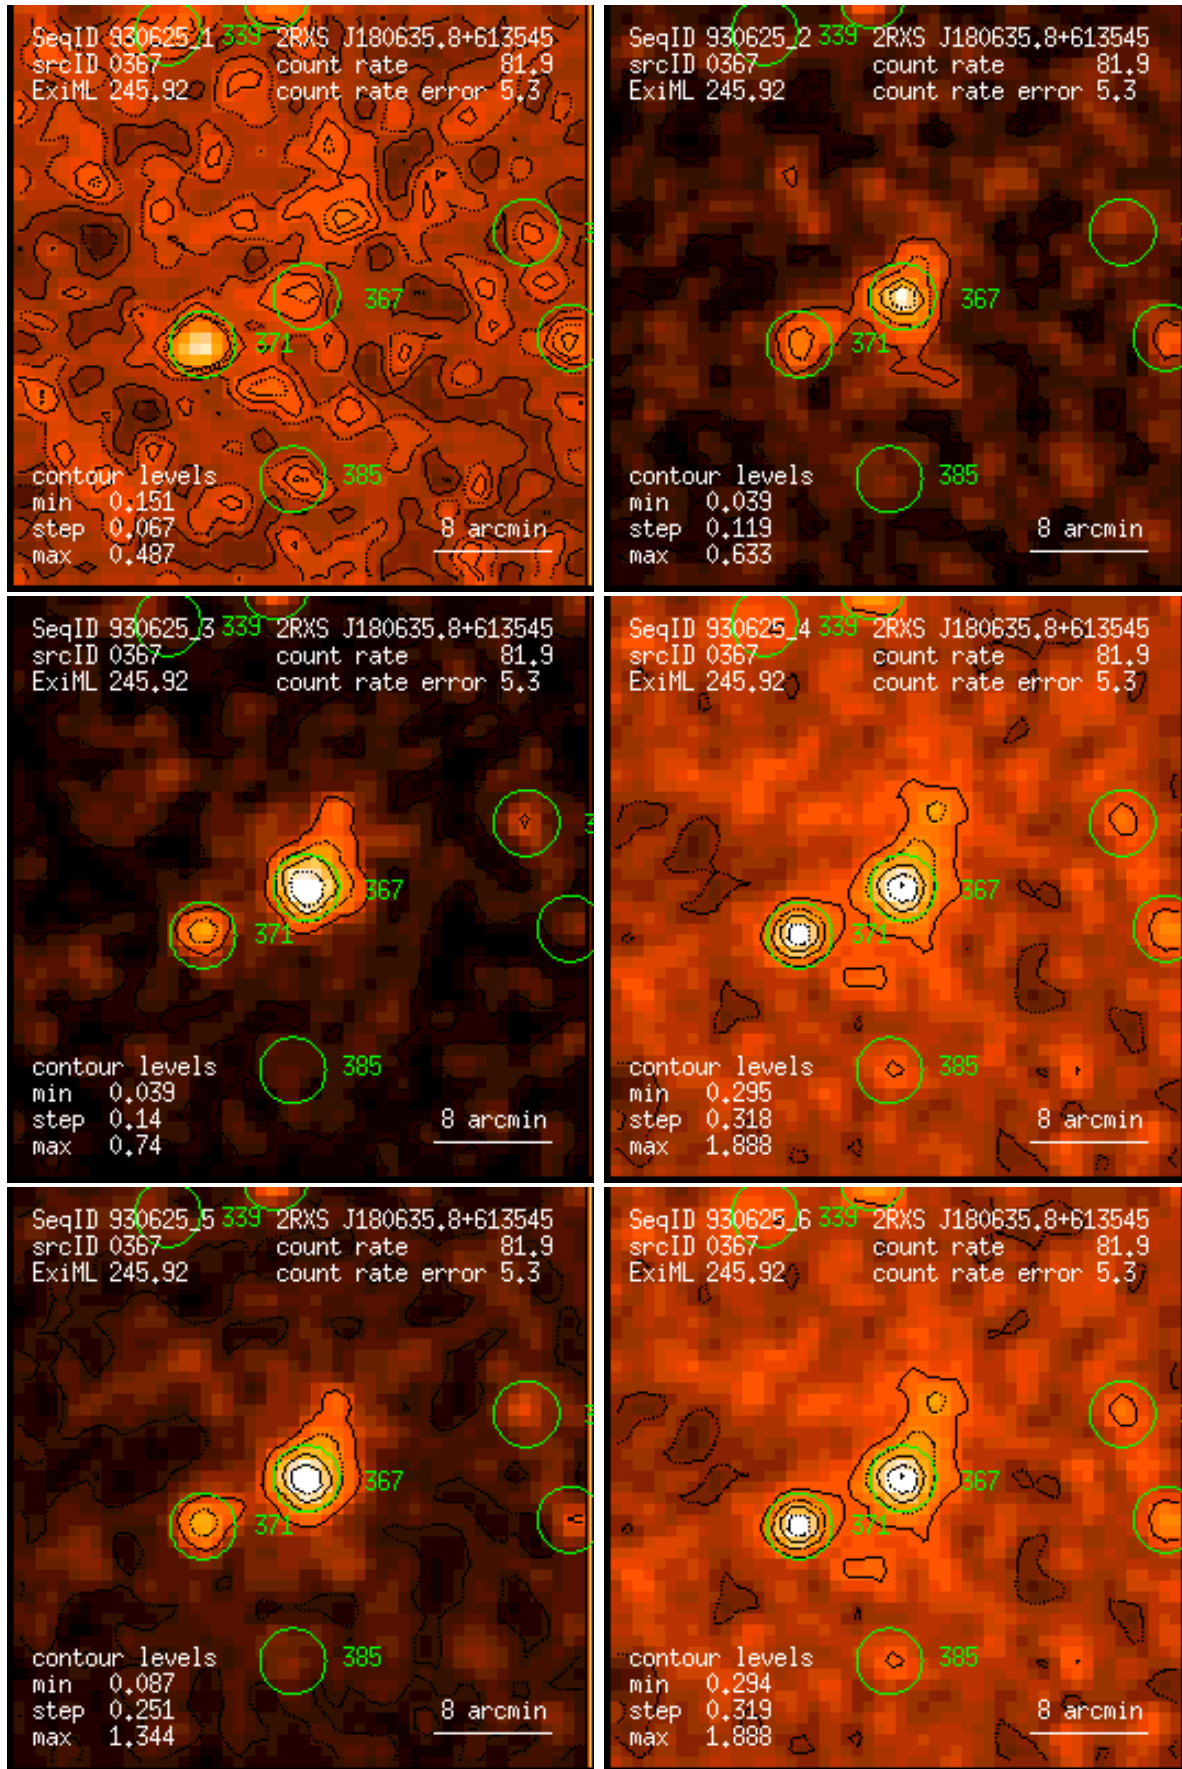 SeqID 930625_1 339 2RXS J180635.8+613545
srcID 0367 count rate 81.9
ExiML 245.92 count rate error 5.3
367
371
385
contour levels
min 0.151
step 0.067 8 arcmin
max 0.487
SeqID 930625_2 339 2RXS J180635.8+613545
srcID 0367 count rate 81.9
ExiML 245.92 count rate error 5.3
367
371
385
contour levels
min 0.039
step 0.119 8 arcmin
max 0.633
SeqID 930625_3 339 2RXS J180635.8+613545
srcID 0367 count rate 81.9
ExiML 245.92 count rate error 5.3
367
371
385
contour levels
min 0.039
step 0.14 8 arcmin
max 0.74
SeqID 930625_4 339 2RXS J180635.8+613545
srcID 0367 count rate 81.9
ExiML 245.92 count rate error 5.3
367
371
385
contour levels
min 0.295
step 0.318 8 arcmin
max 1.888
SeqID 930625_5 339 2RXS J180635.8+613545
srcID 0367 count rate 81.9
ExiML 245.92 count rate error 5.3
367
371
385
contour levels
min 0.087
step 0.251 8 arcmin
max 1.344
SeqID 930625_6 339 2RXS J180635.8+613545
srcID 0367 count rate 81.9
ExiML 245.92 count rate error 5.3
367
371
385
contour levels
min 0.294
step 0.319 8 arcmin
max 1.888